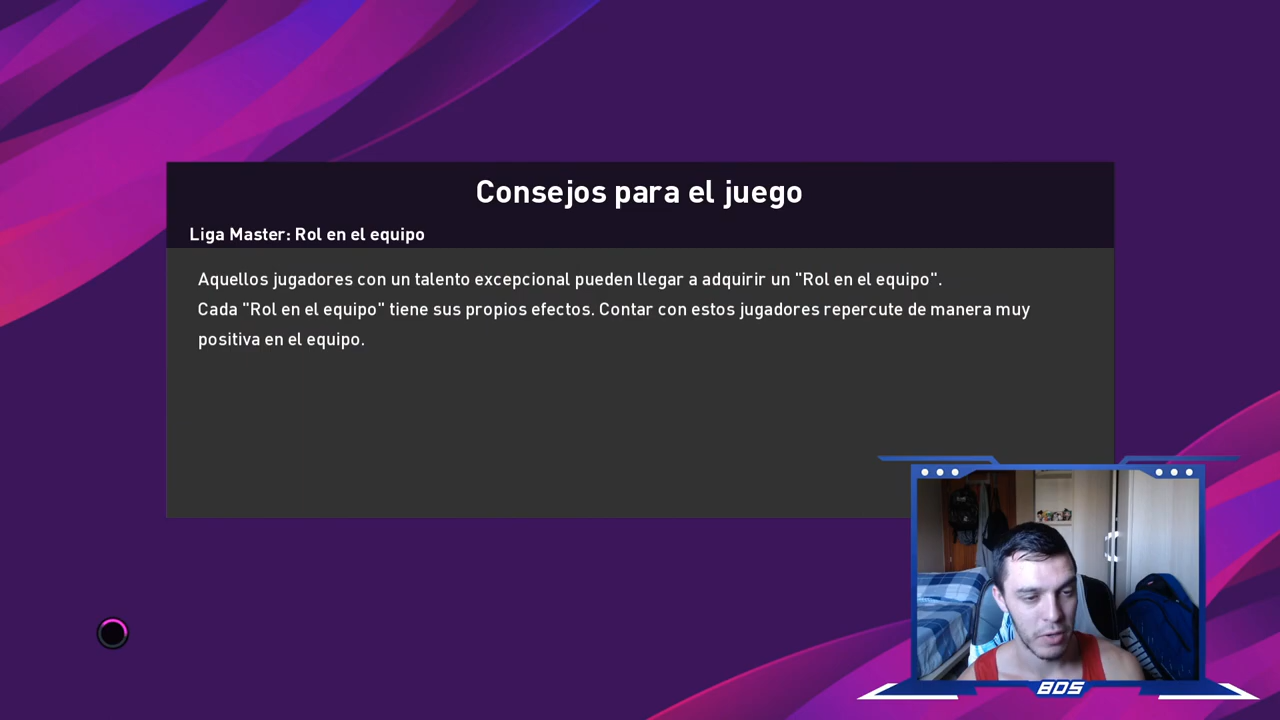 Consejos para el juego
Liga Master: Rol en el equipo
Aquellos jugadores con un talento excepcional pueden llegar a adquirir un "Rol en el equipo".
Cada "Rol en el equipo" tiene sus propios efectos. Contar con estos jugadores repercute de manera muy
positiva en el equipo.
BDS